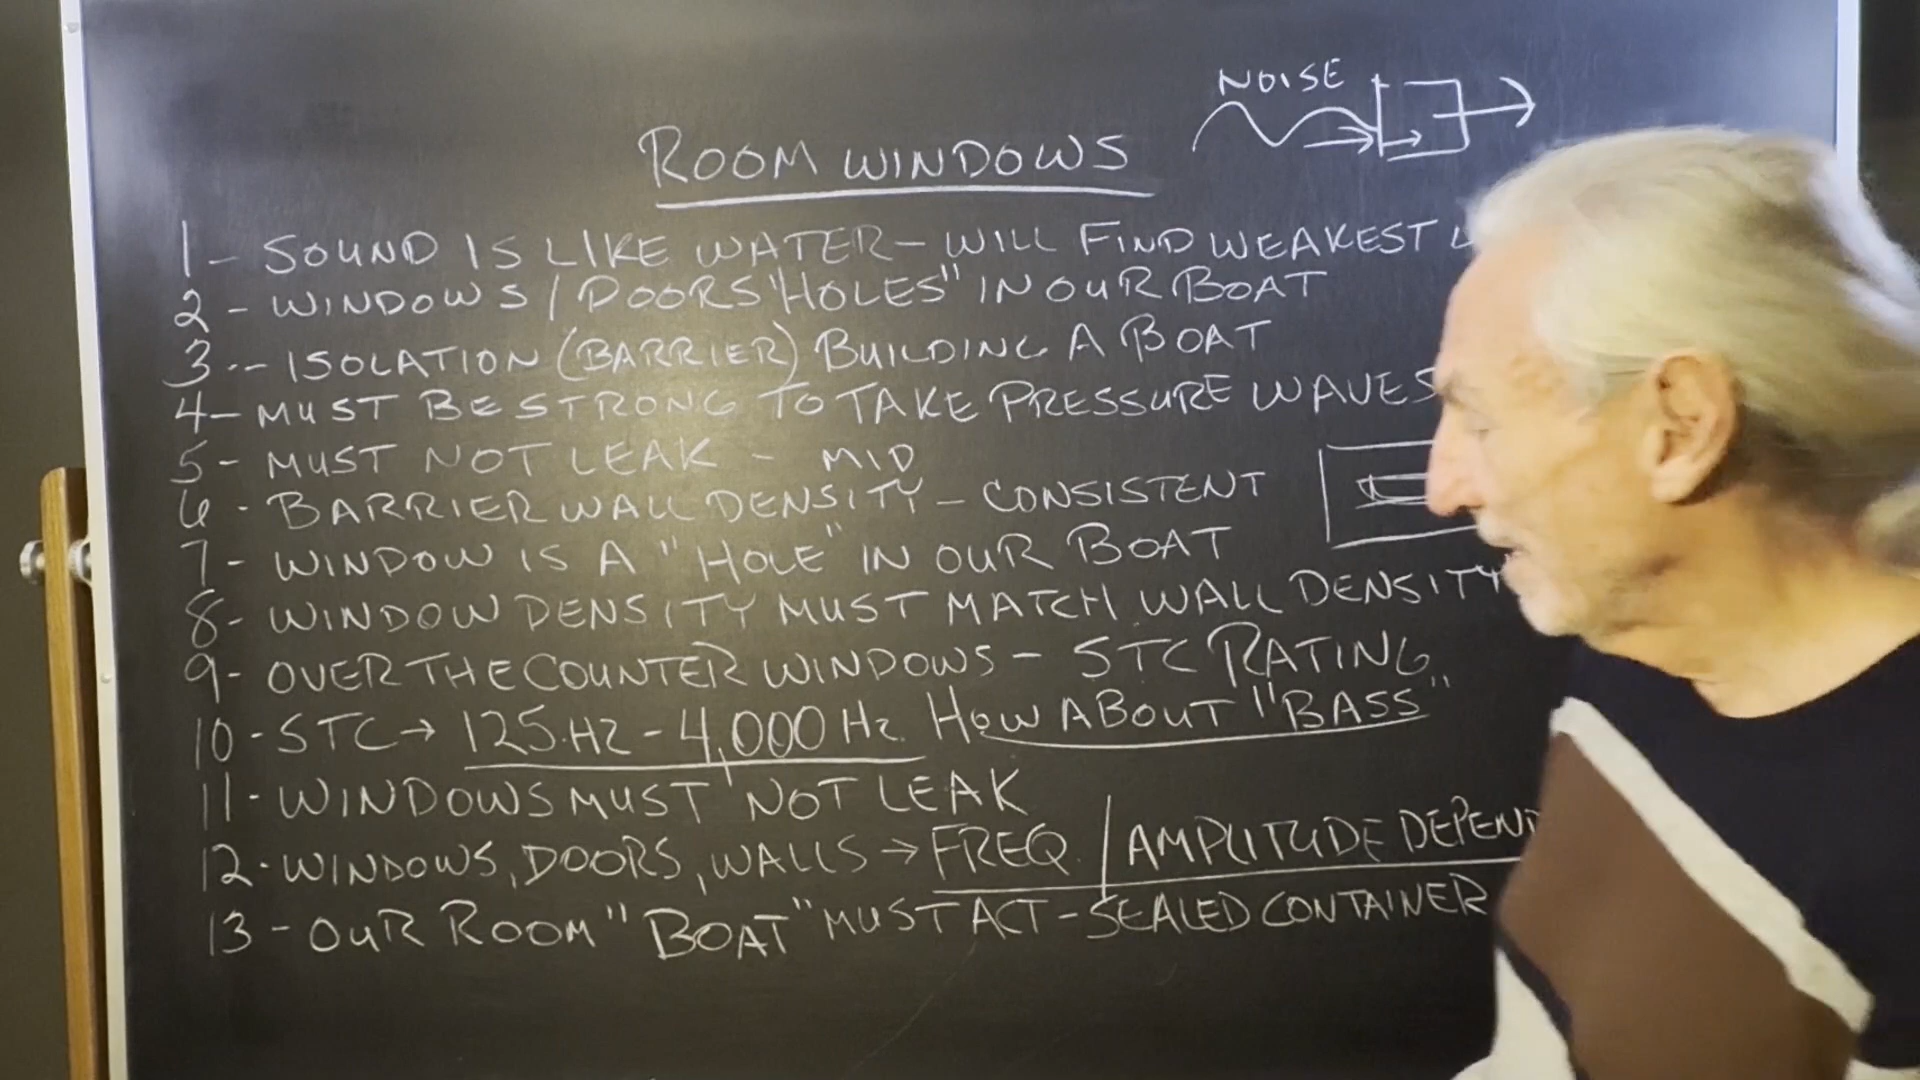 NOISE
ROOM WINDOWS
1- SOUND IS LIKE WATER- WILL FIND WEAKEST
2- WINDOWS / DOORS "HOLES" IN OUR BOAT
3-- ISOLATION (BARRIER) BUILDING A BOAT
4- MUST BE STRONG TO TAKE PRESSURE WAVES
5- MUST NOT LEAK - MID
6- BARRIER WALL DENSITY - CONSISTENT
7- WINDOW IS A "HOLE" IN OUR BOAT
8- WINDOW DENSITY MUST MATCH WALL DENSITY
9- OVER THE COUNTER WINDOWS - STC RATING
10- STC → 125 HZ - 4,000 HZ. HOW ABOUT "BASS"
11- WINDOWS MUST NOT LEAK
12- WINDOWS, DOORS, WALLS → FREQ. / AMPLITUDE DEPEND
13- OUR ROOM "BOAT" MUST ACT - SEALED CONTAINER